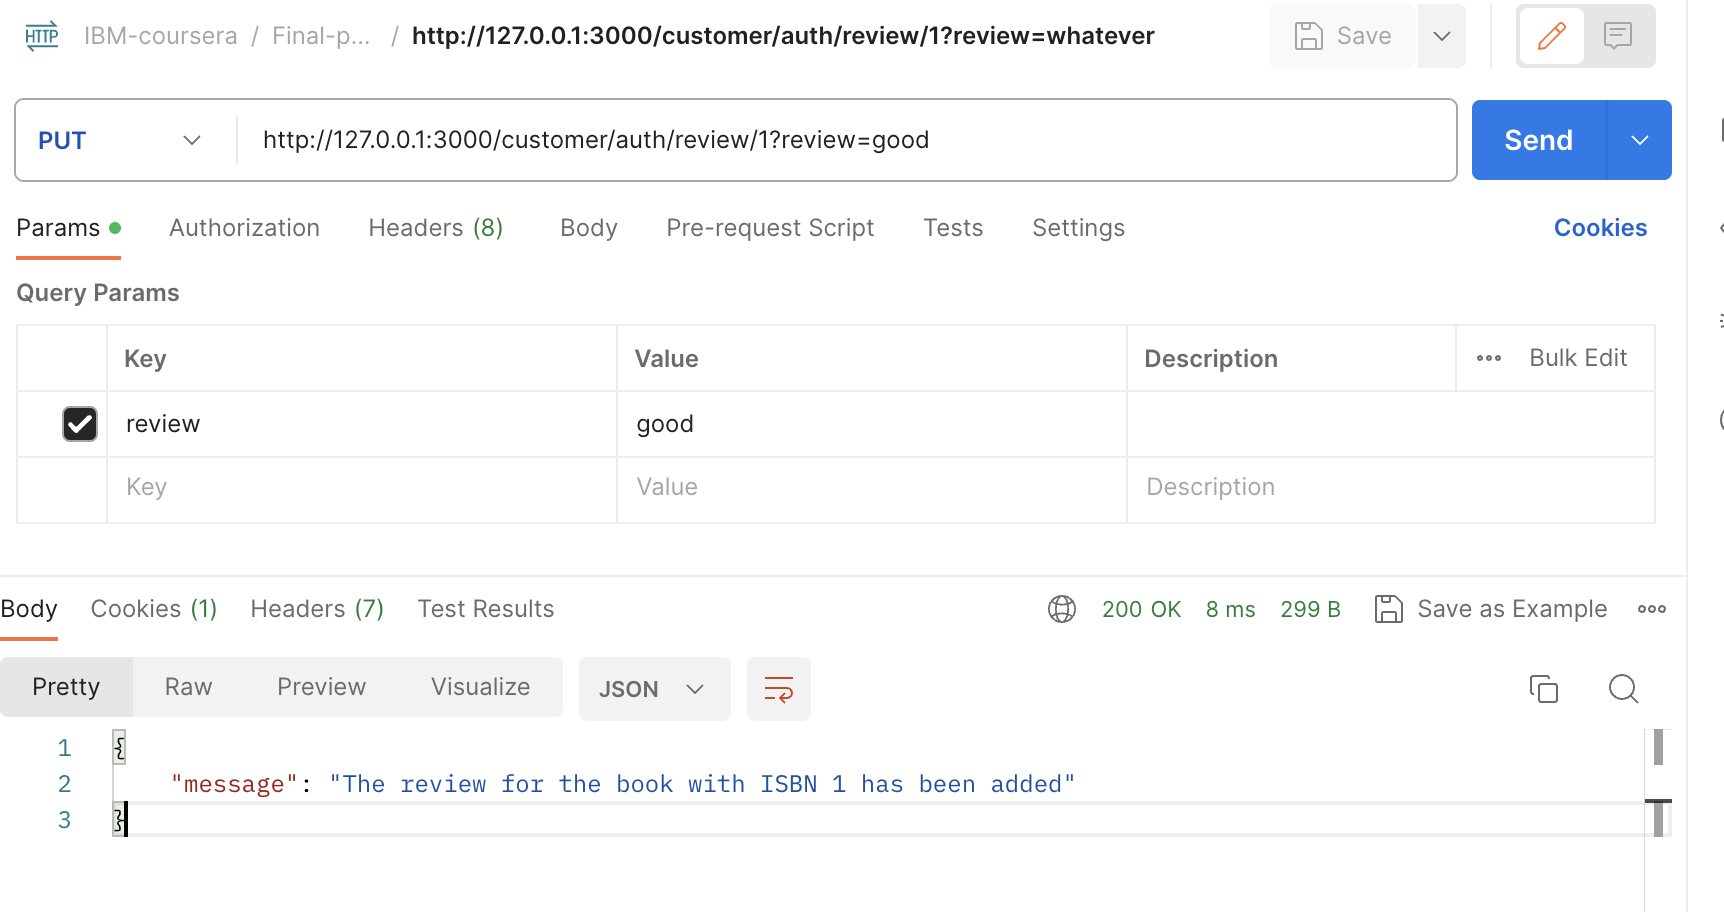 HTTP IBM-coursera / Final-p... / http://127.0.0.1:3000/customer/auth/review/1?review=whatever Save
PUT http://127.0.0.1:3000/customer/auth/review/1?review=good Send
Params Authorization Headers (8) Body Pre-request Script Tests Settings Cookies
Query Params
Key Value Description ••• Bulk Edit
review good
Key Value Description
Body Cookies (1) Headers (7) Test Results 200 OK 8 ms 299 B Save as Example
Pretty Raw Preview Visualize JSON
1 {
2 "message": "The review for the book with ISBN 1 has been added"
3 }